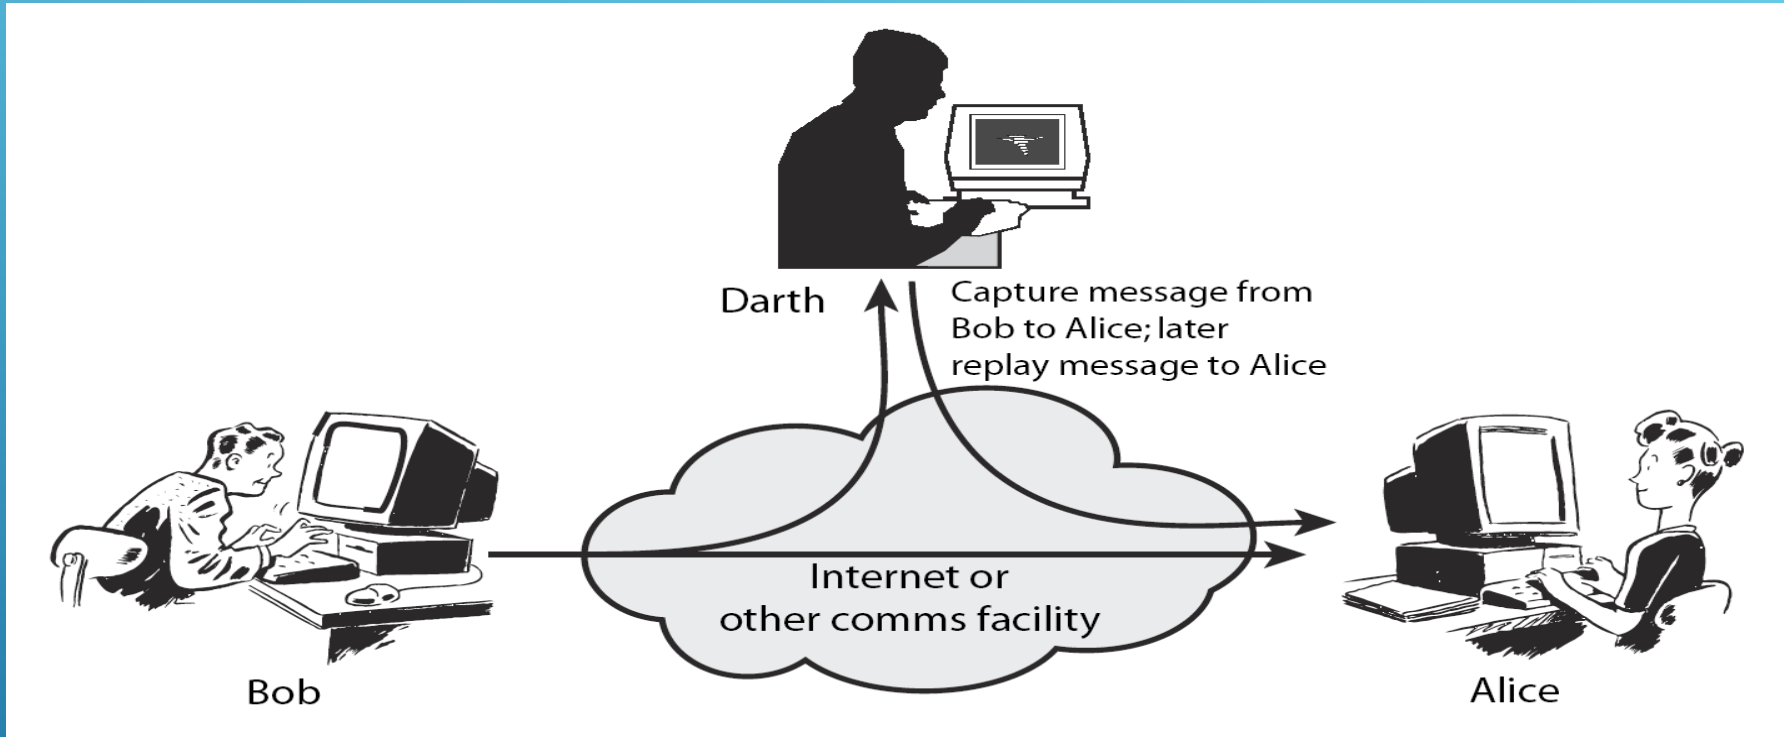 Darth
Capture message from
Bob to Alice; later
replay message to Alice
Internet or
other comms facility
Bob
Alice